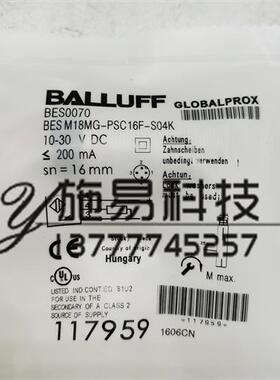 BALLUFF GLOBALPROX
BES0070
BES M18MG-PSC16F-S04K
10-30 V DC
≤ 200 mA
sn = 16 mm
Achtung:
Zahnscheiben
unbedingt verwenden !
施易科技
13777745257
Hungary
M max.
LISTED IND.CONT.EQ. 81U2
FOR USE IN THE
SECONDARY OF A CLASS 2
SOURCE OF SUPPLY
117959
*117959*
1606CN